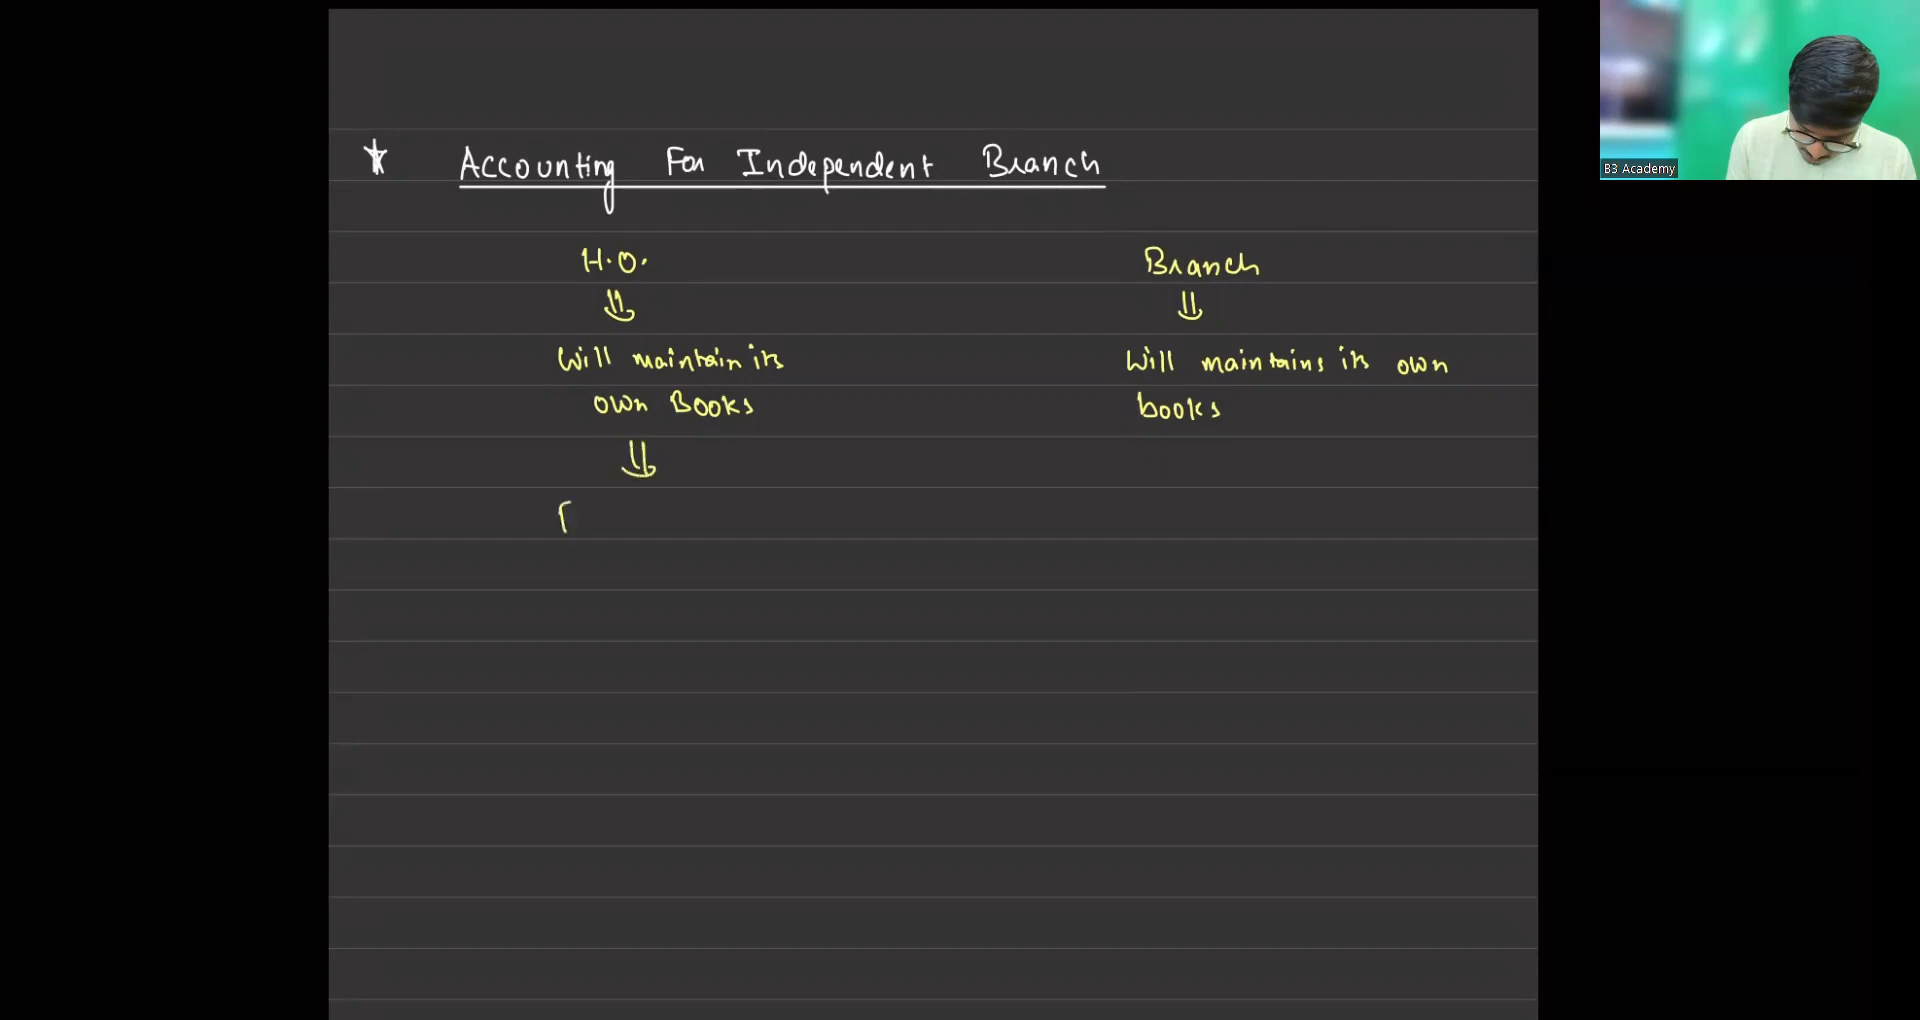 * Accounting For Independent Branch
H.O.
Will maintain its
own Books
Branch
Will maintains its own
books
B3 Academy